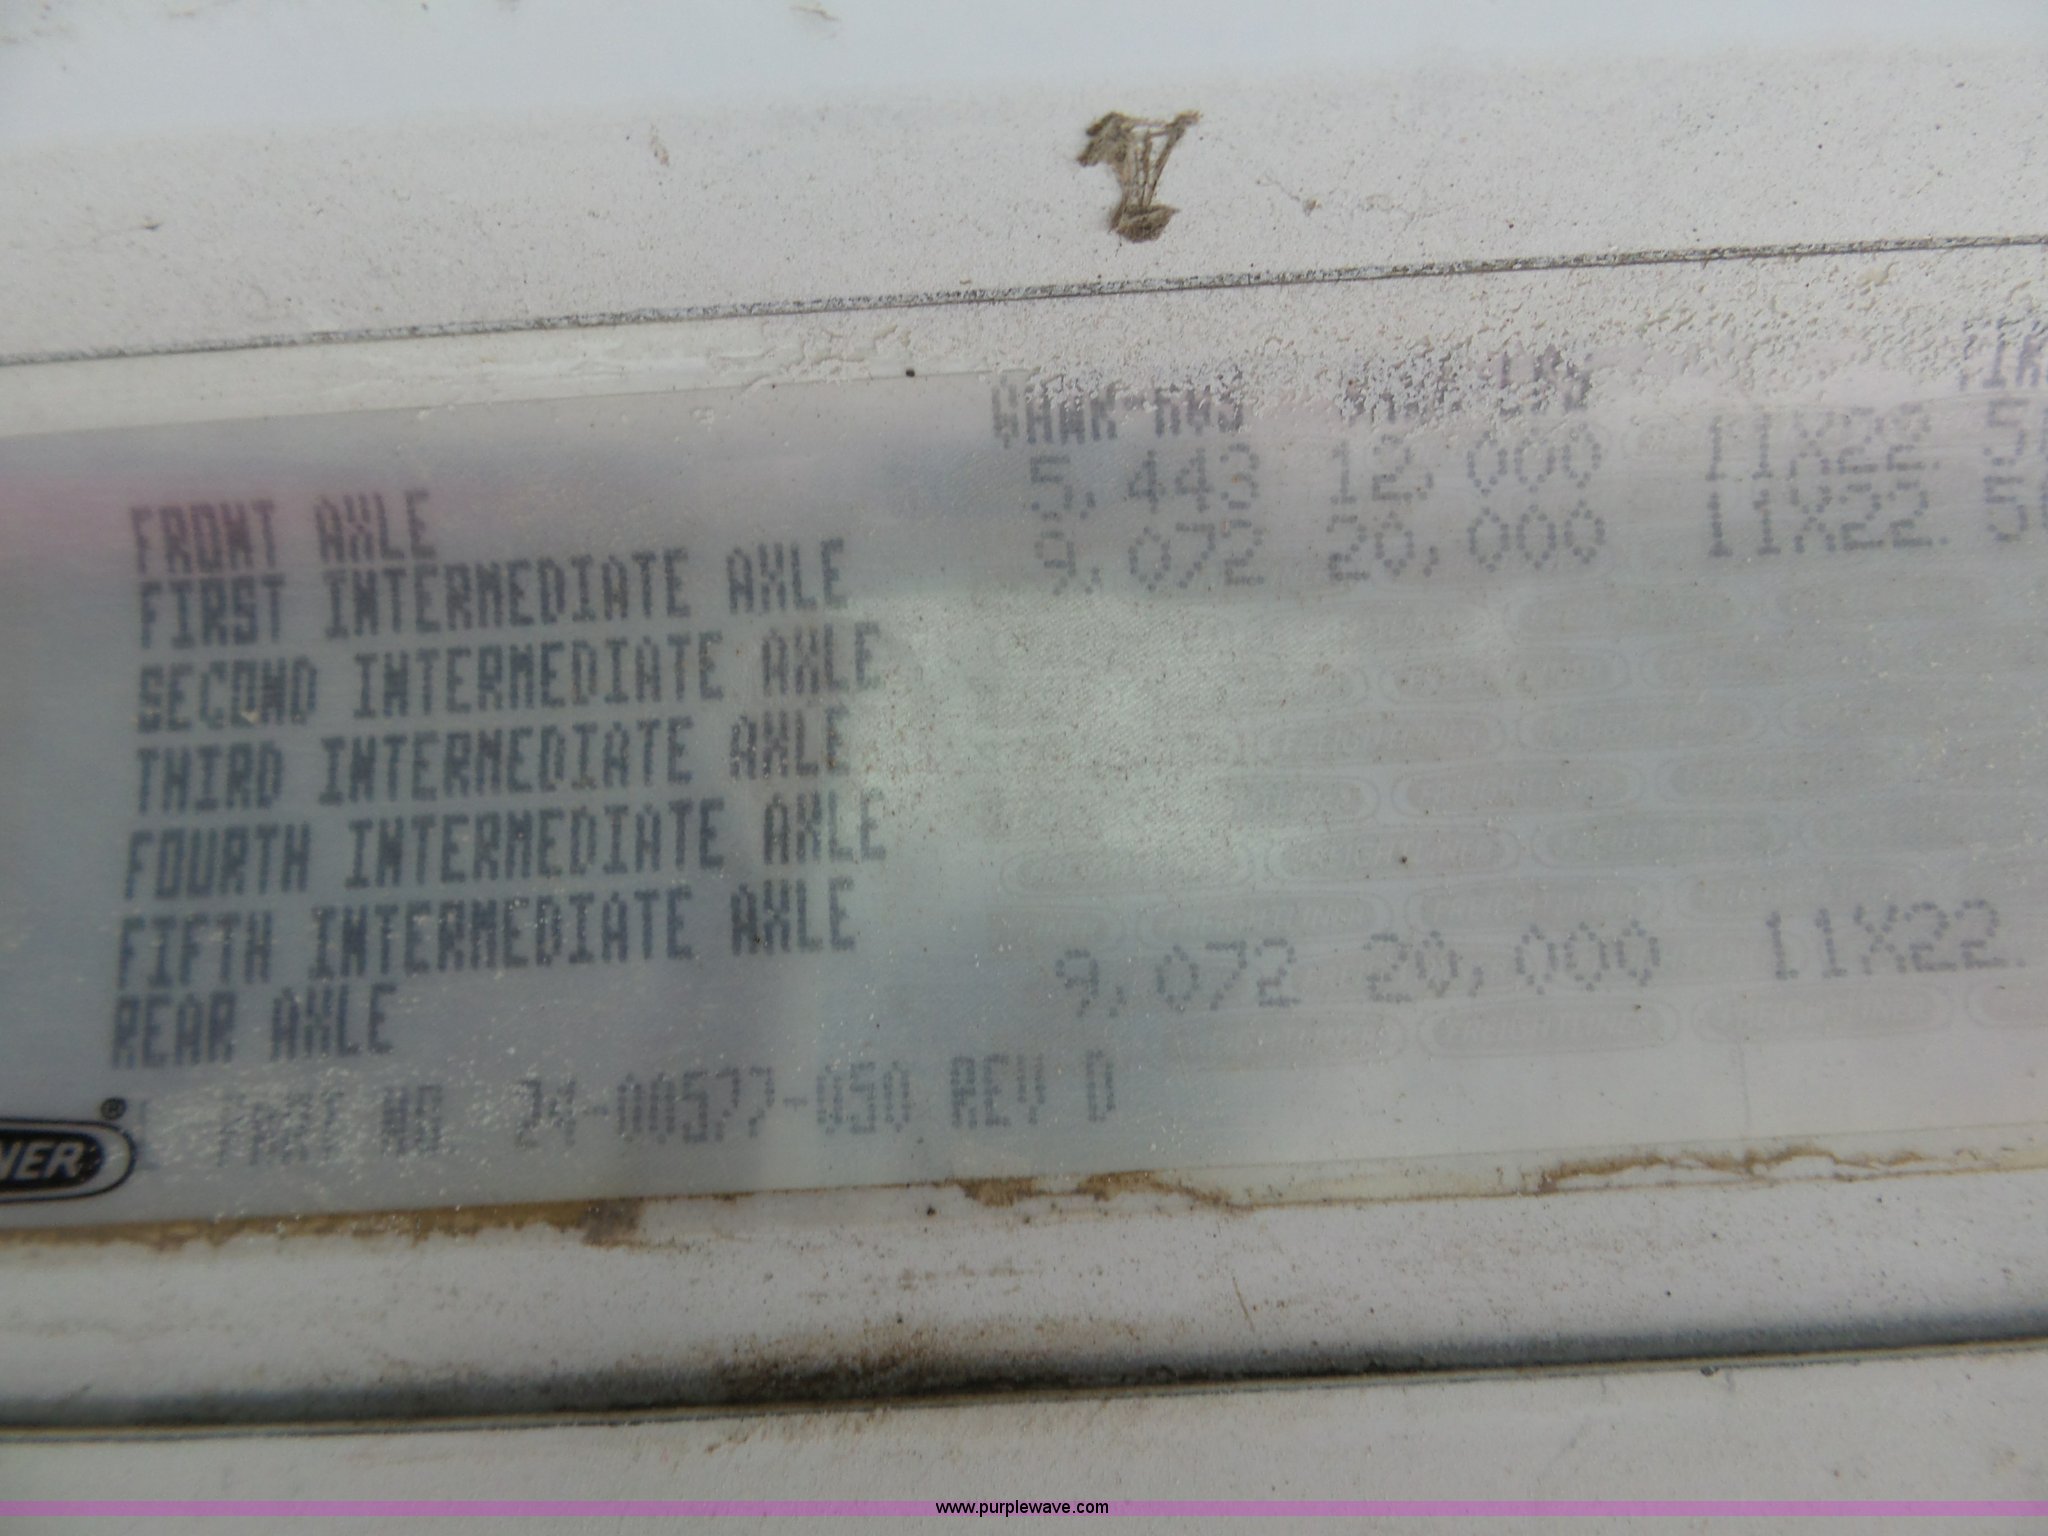 GAWR-KGS GAWR-LBS
FRONT AXLE 5,443 12,000 11X22.5
FIRST INTERMEDIATE AXLE 9,072 20,000 11X22.5
SECOND INTERMEDIATE AXLE
THIRD INTERMEDIATE AXLE
FOURTH INTERMEDIATE AXLE
FIFTH INTERMEDIATE AXLE
REAR AXLE 9,072 20,000 11X22.
NER® PART NO. 24-00577-050 REV D
www.purplewave.com